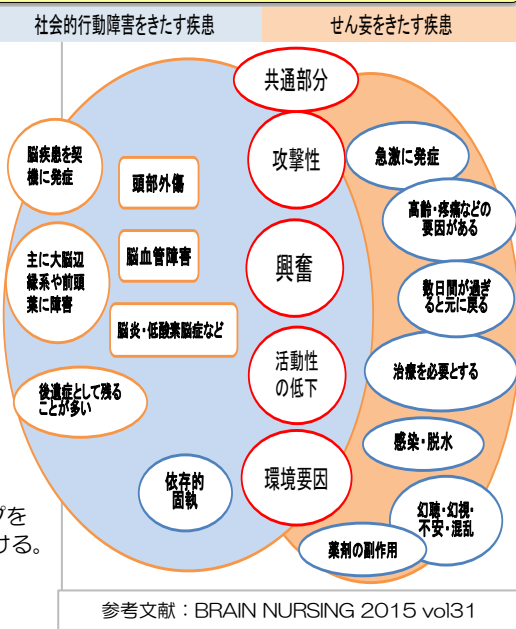 社会的行動障害をきたす疾患
せん妄をきたす疾患
共通部分
攻撃性
興奮
活動性
の低下
環境要因
脳疾患を契
機に発症
主に大脳辺
縁系や前頭
葉に障害
後遺症として残る
ことが多い
頭部外傷
脳血管障害
脳炎・低酸素脳症など
依存的
固執
急激に発症
高齢・疼痛などの
要因がある
数日間が過ぎ
ると元に戻る
治療を必要とする
感染・脱水
幻聴・幻視・
不安・混乱
薬剤の副作用
を
ける。
参考文献：BRAIN NURSING 2015 vol31